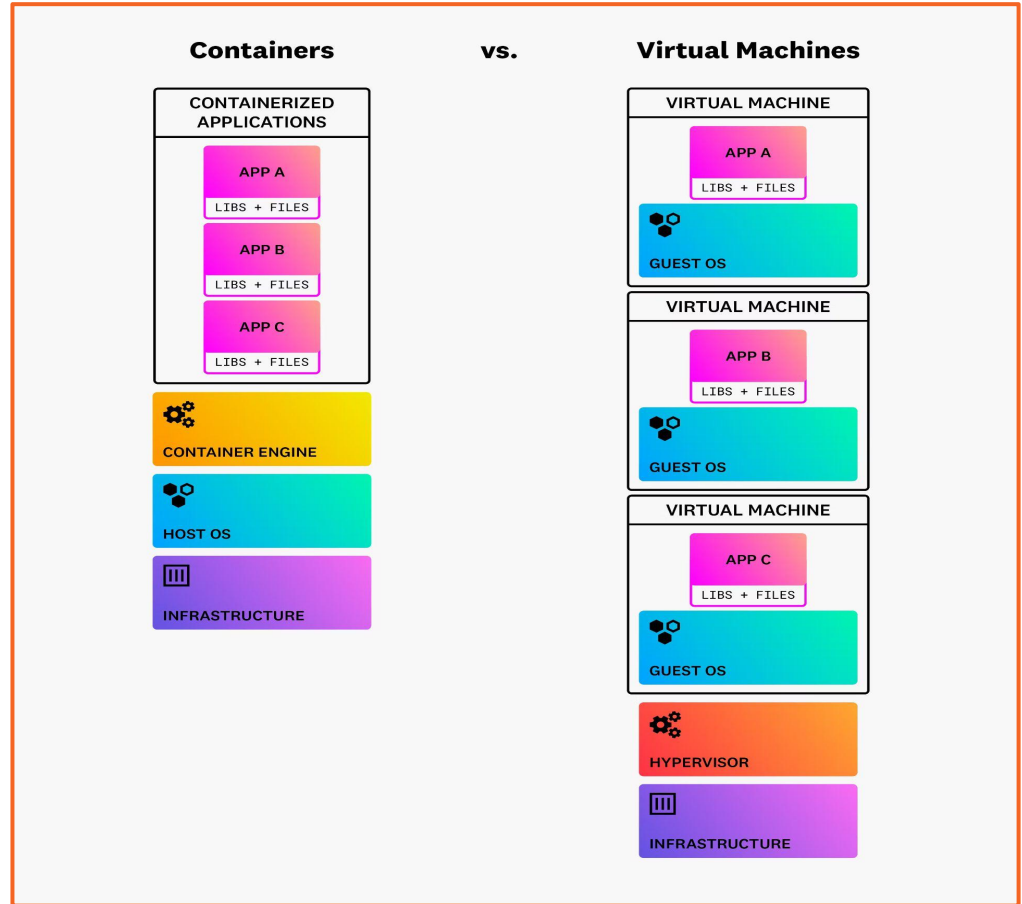 Containers
vs.
Virtual Machines
CONTAINERIZED
APPLICATIONS
APP A
LIBS + FILES
APP B
LIBS + FILES
APP C
LIBS + FILES
CONTAINER ENGINE
HOST OS
INFRASTRUCTURE
VIRTUAL MACHINE
APP A
LIBS + FILES
GUEST OS
VIRTUAL MACHINE
APP B
LIBS + FILES
GUEST OS
VIRTUAL MACHINE
APP C
LIBS + FILES
GUEST OS
HYPERVISOR
INFRASTRUCTURE